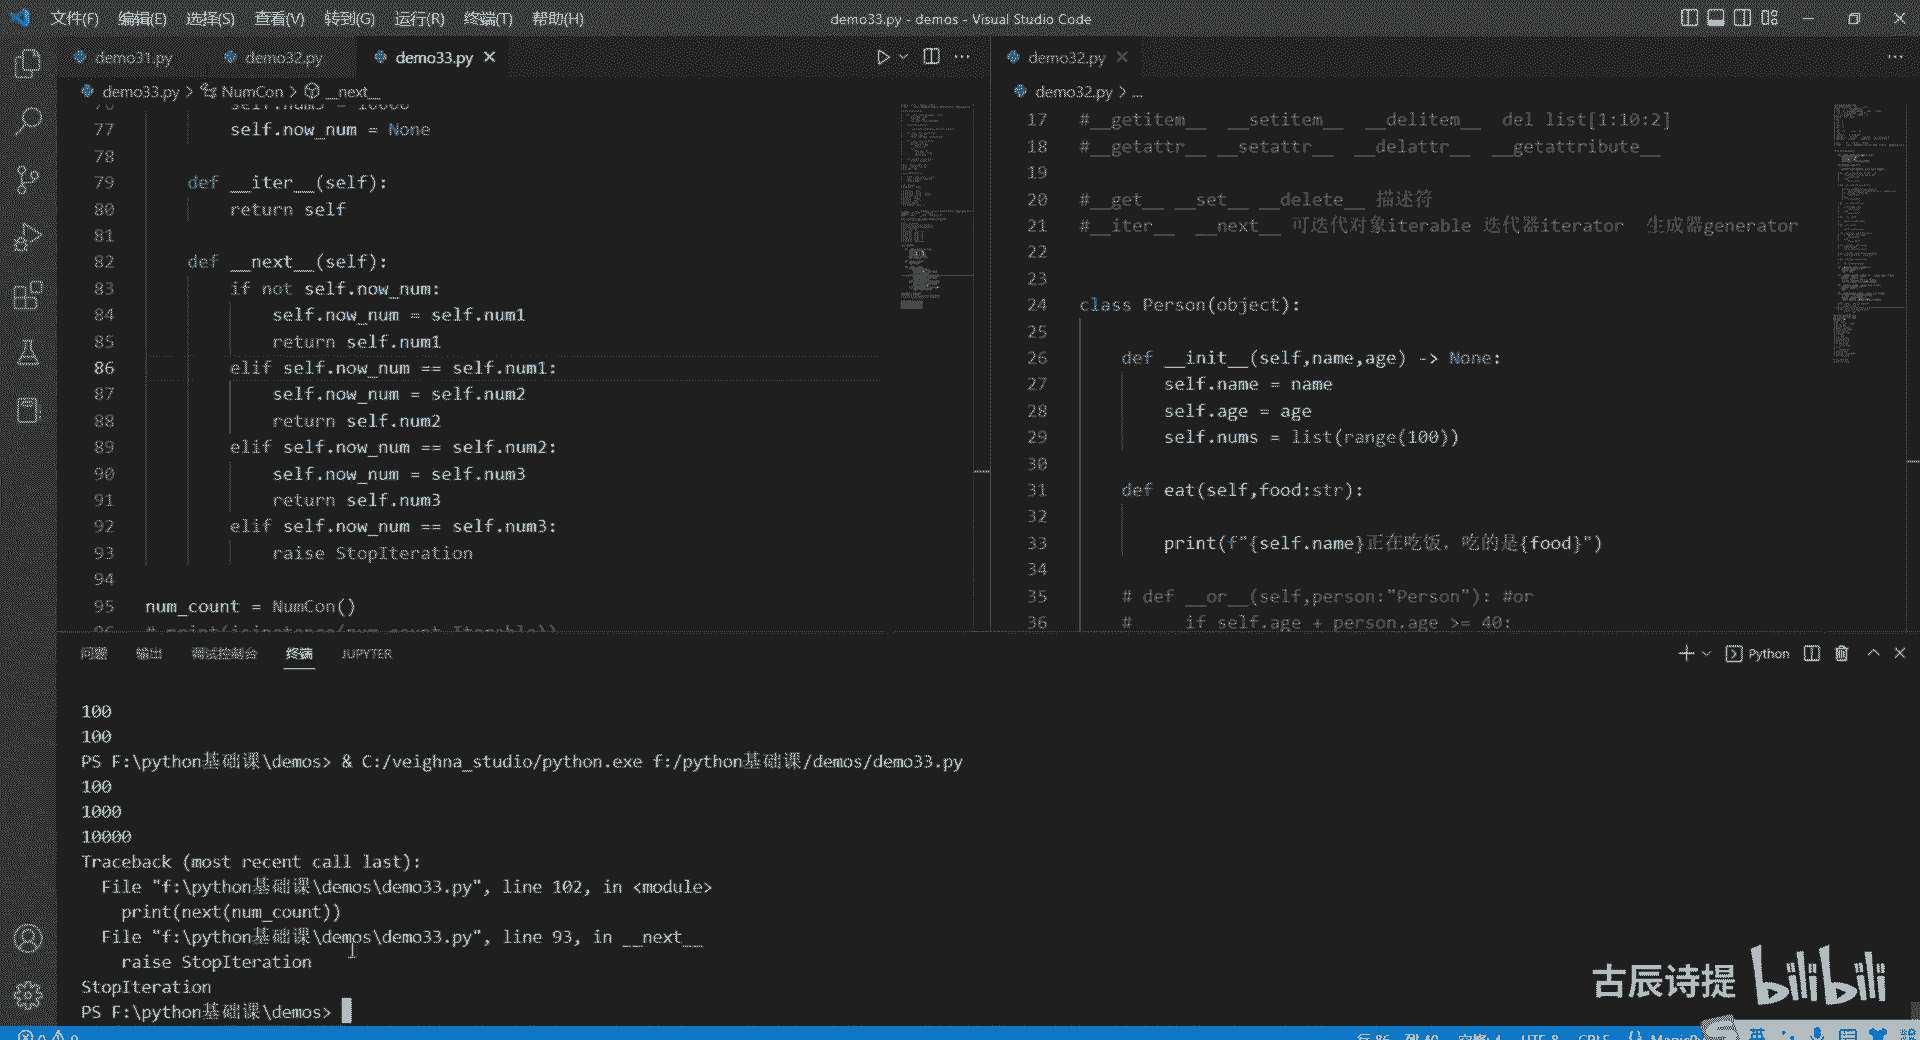 文件(F) 编辑(E) 选择(S) 查看(V) 转到(G) 运行(R) 终端(T) 帮助(H)
demo33.py - demos - Visual Studio Code
demo31.py demo32.py demo33.py
demo33.py > NumCon > __next__
77 self.now_num = None
78
79 def __iter__(self):
80 return self
81
82 def __next__(self):
83 if not self.now_num:
84 self.now_num = self.num1
85 return self.num1
86 elif self.now_num == self.num1:
87 self.now_num = self.num2
88 return self.num2
89 elif self.now_num == self.num2:
90 self.now_num = self.num3
91 return self.num3
92 elif self.now_num == self.num3:
93 raise StopIteration
94
95 num_count = NumCon()
demo32.py
demo32.py > ...
17 #__getitem__ __setitem__ __delitem__ del list[1:10:2]
18 #__getattr__ __setattr__ __delattr__ __getattribute__
19
20 #__get__ __set__ __delete__ 描述符
21 #__iter__ __next__ 可迭代对象iterable 迭代器iterator 生成器generator
22
23
24 class Person(object):
25
26 def __init__(self,name,age) -> None:
27 self.name = name
28 self.age = age
29 self.nums = list(range(100))
30
31 def eat(self,food:str):
32
33 print(f"{self.name}正在吃饭，吃的是{food}")
34
35 # def __or__(self,person:"Person"): #or
36 # if self.age + person.age >= 40:
问题 输出 调试控制台 终端 JUPYTER
Python
100
100
PS F:\python基础课\demos> & C:/veighna_studio/python.exe f:/python基础课/demos/demo33.py
100
1000
10000
Traceback (most recent call last):
File "f:\python基础课\demos\demo33.py", line 102, in <module>
print(next(num_count))
File "f:\python基础课\demos\demo33.py", line 93, in __next__
raise StopIteration
StopIteration
PS F:\python基础课\demos>
古辰诗提 bilibili